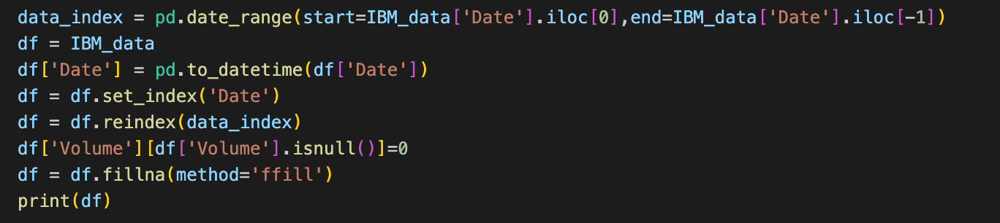 data_index = pd.date_range(start=IBM_data['Date'].iloc[0],end=IBM_data['Date'].iloc[-1])
df = IBM_data
df['Date'] = pd.to_datetime(df['Date'])
df = df.set_index('Date')
df = df.reindex(data_index)
df['Volume'][df['Volume'].isnull()]=0
df = df.fillna(method='ffill')
print(df)